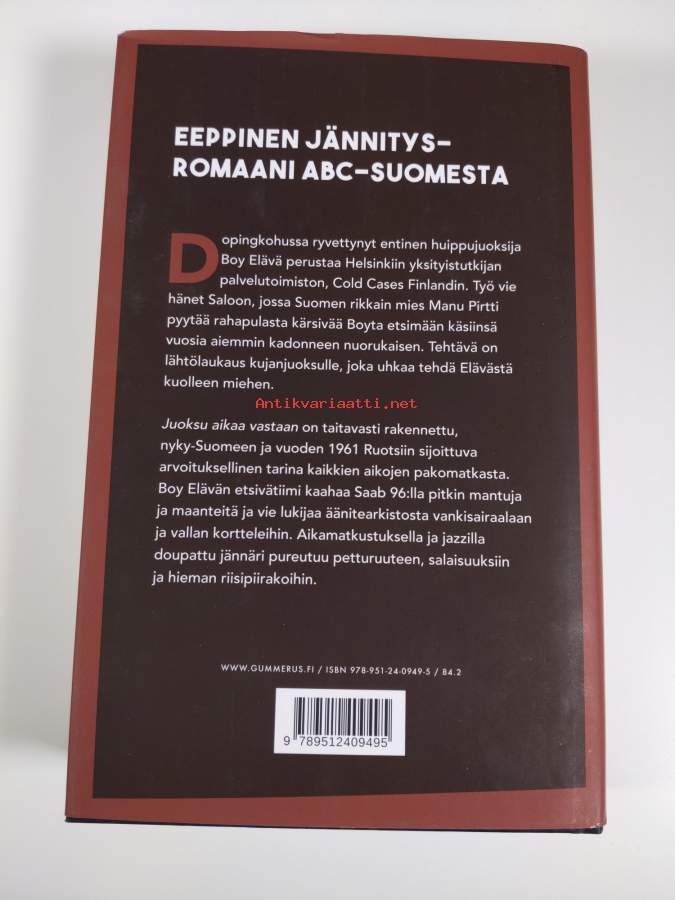 EEPPINEN JÄNNITYS-
ROMAANI ABC-SUOMESTA
Dopingkohussa ryvettynyt entinen huippujuoksija
Boy Elävä perustaa Helsinkiin yksityistutkijan
palvelutoimiston, Cold Cases Finlandin. Työ vie
hänet Saloon, jossa Suomen rikkain mies Manu Pirtti
pyytää rahapulasta kärsivää Boyta etsimään käsiinsä
vuosia aiemmin kadonneen nuorukaisen. Tehtävä on
lähtölaukaus kujanjuoksulle, joka uhkaa tehdä Elävästä
kuolleen miehen.
Antikvariaatti.net
Juoksu aikaa vastaan on taitavasti rakennettu,
nyky-Suomeen ja vuoden 1961 Ruotsiin sijoittuva
arvoituksellinen tarina kaikkien aikojen pakomatkasta.
Boy Elävän etsivätiimi kaahaa Saab 96:lla pitkin mantuja
ja maanteitä ja vie lukijaa äänitearkistosta vankisairaalaan
ja vallan kortteleihin. Aikamatkustuksella ja jazzilla
doupattu jännäri pureutuu petturuuteen, salaisuuksiin
ja hieman riisipiirakoihin.
WWW.GUMMERUS.FI / ISBN 978-951-24-0949-5 / 84.2
9 789512 409495